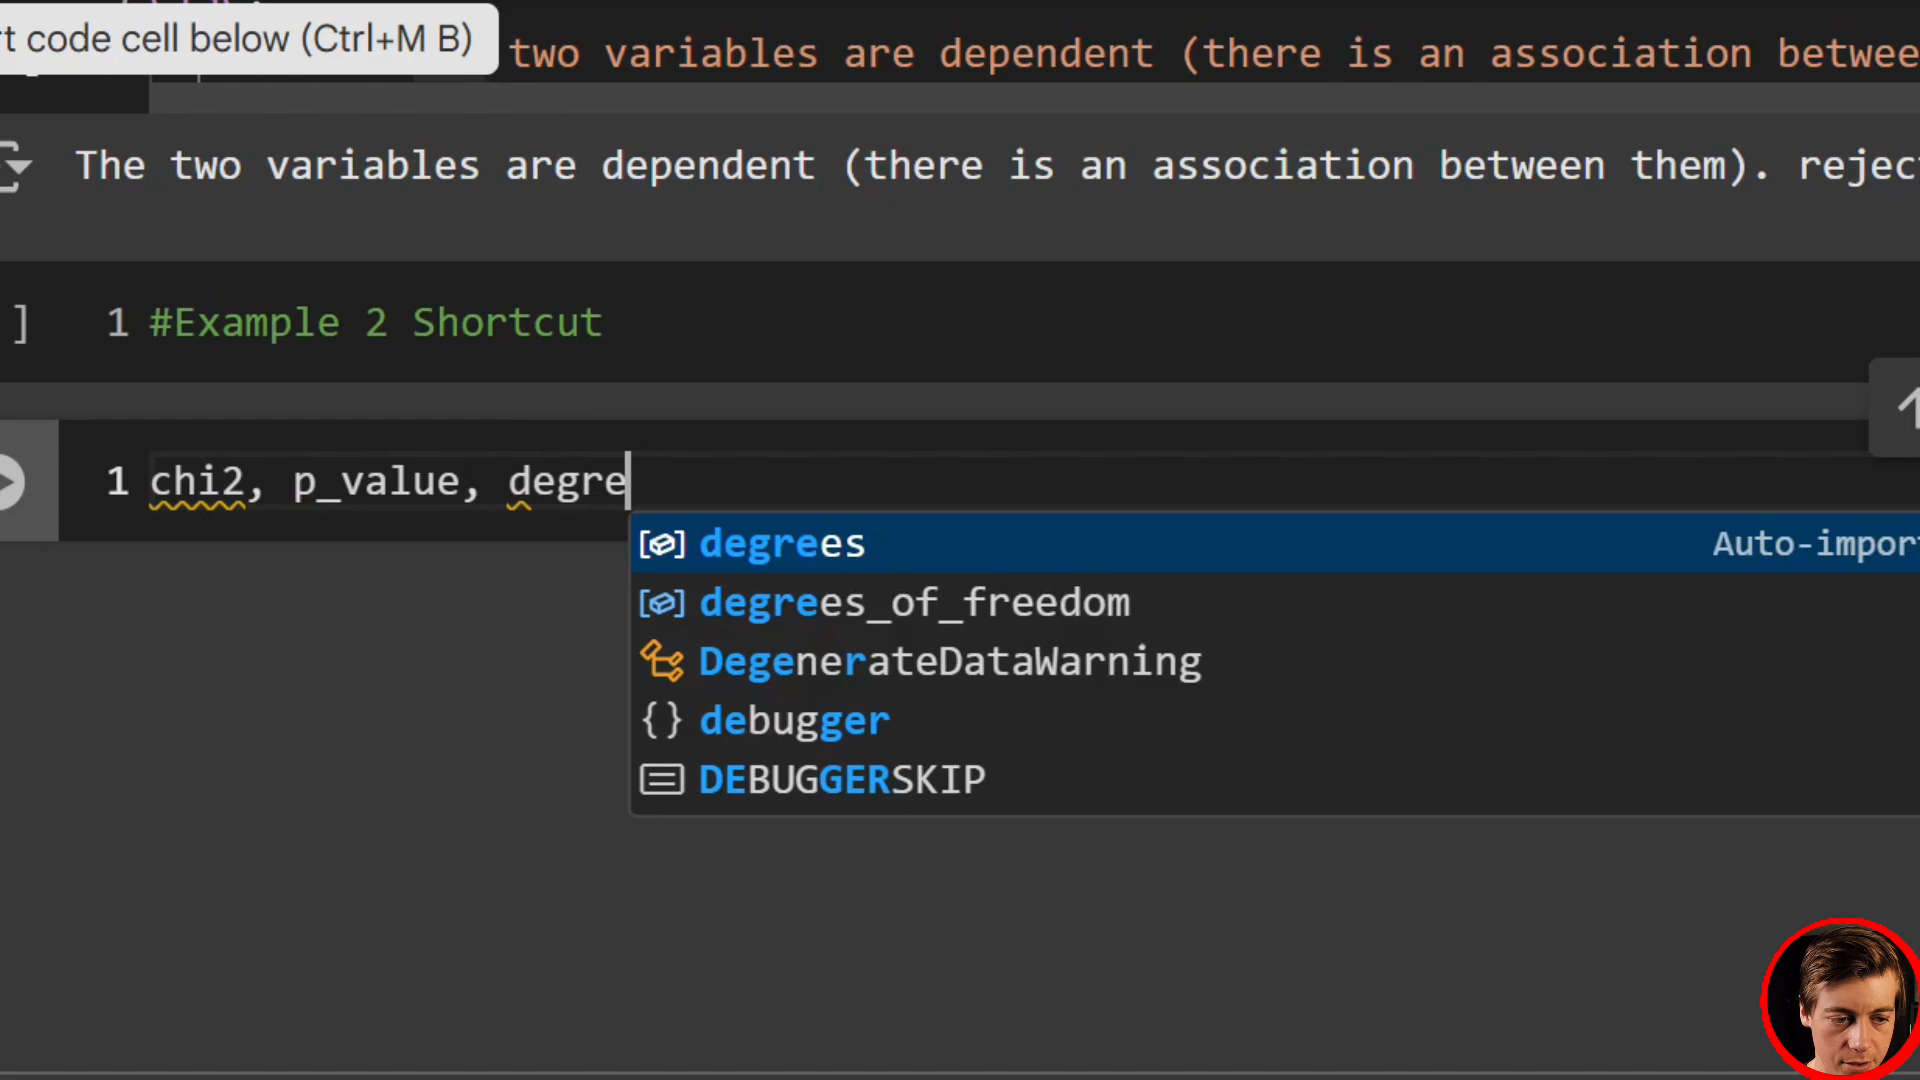 rt code cell below (Ctrl+M B)
two variables are dependent (there is an association betwee
The two variables are dependent (there is an association between them). rejec
] 1 #Example 2 Shortcut
1 chi2, p_value, degre
degrees Auto-import
degrees_of_freedom
DegenerateDataWarning
{} debugger
DEBUGGERSKIP